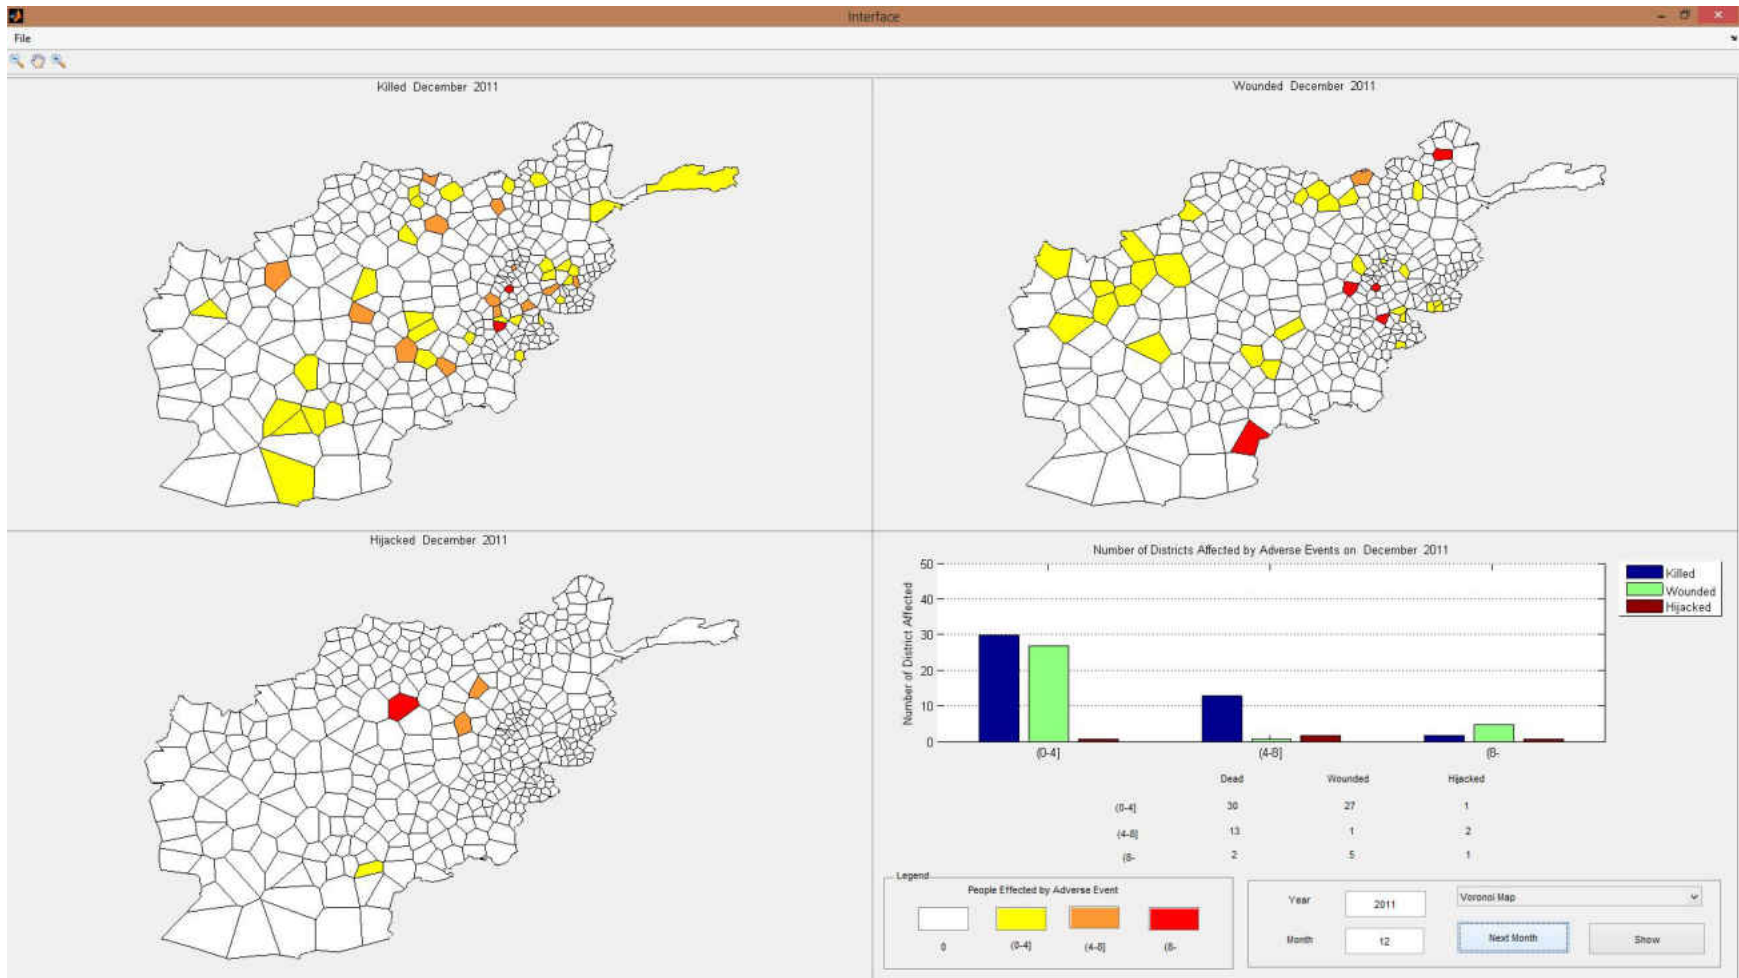 Interface
File
Killed December 2011
Wounded December 2011
Hijacked December 2011
Number of Districts Affected by Adverse Events on December 2011
Number of District Affected
50
40
30
20
10
0
(0-4]
(4-8]
(8-
Killed
Wounded
Hijacked
Dead Wounded Hijacked
(0-4] 30 27 1
(4-8] 13 1 2
(8- 2 5 1
Legend
People Effected by Adverse Event
0 (0-4] (4-8] (8-
Year 2011 Voronoi Map
Month 12 Next Month Show